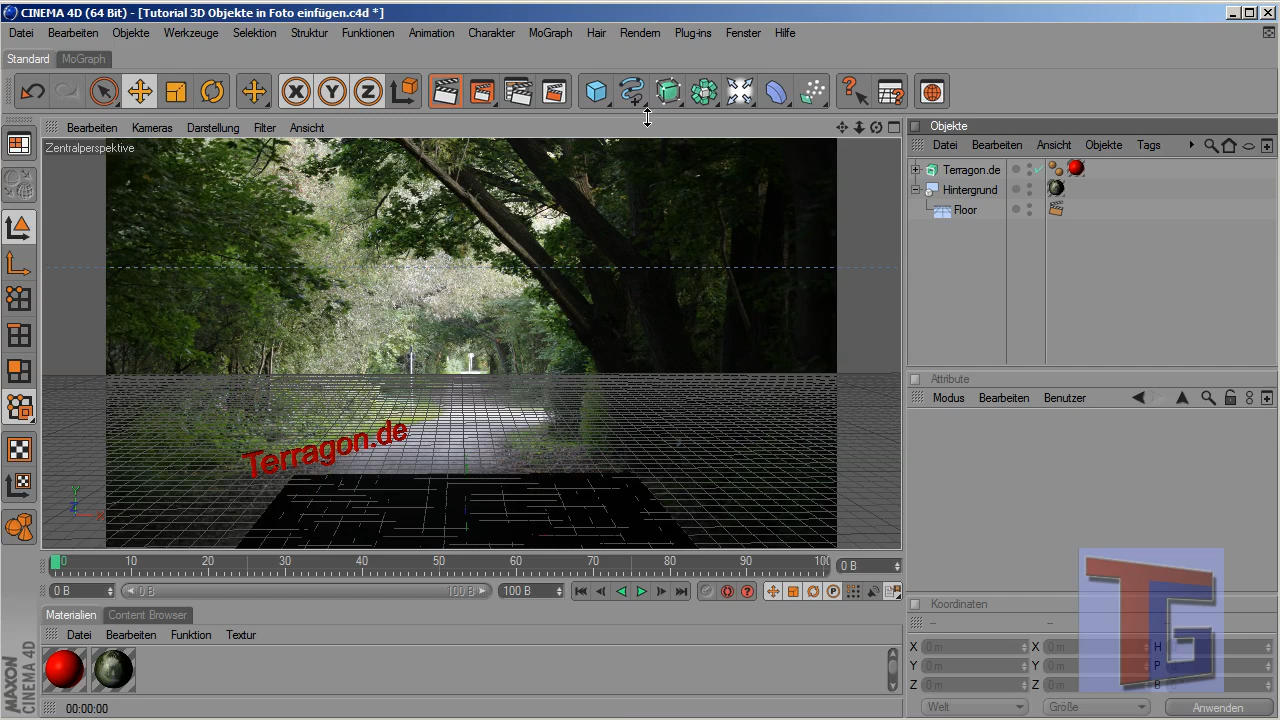 CINEMA 4D (64 Bit) - [Tutorial 3D Objekte in Foto einfügen.c4d *]
Datei Bearbeiten Objekte Werkzeuge Selektion Struktur Funktionen Animation Charakter MoGraph Hair Rendern Plug-ins Fenster Hilfe
Standard MoGraph
X Y Z
Bearbeiten Kameras Darstellung Filter Ansicht
Zentralperspektive
Objekte
Datei Bearbeiten Ansicht Objekte Tags
Terragon.de
Hintergrund
Floor
Terragon.de
Y
Z X
Attribute
Modus Bearbeiten Benutzer
0 10 20 30 40 50 60 70 80 90 100
0 B
0 B 0 B 100 B 100 B
P
Materialien Content Browser
Datei Bearbeiten Funktion Textur
Koordinaten
-- -- --
X 0 m X 0 m H
Y 0 m Y 0 m P
Z 0 m Z 0 m B
Welt Größe Anwenden
TG
00:00:00
MAXON
CINEMA 4D